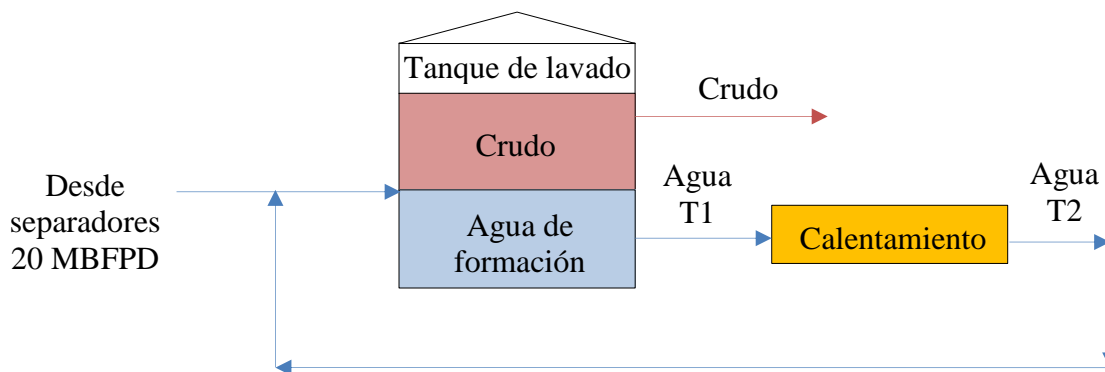 Tanque de lavado
Crudo
Crudo
Desde
separadores
20 MBFPD
Agua de
formación
Agua
T1
Calentamiento
Agua
T2